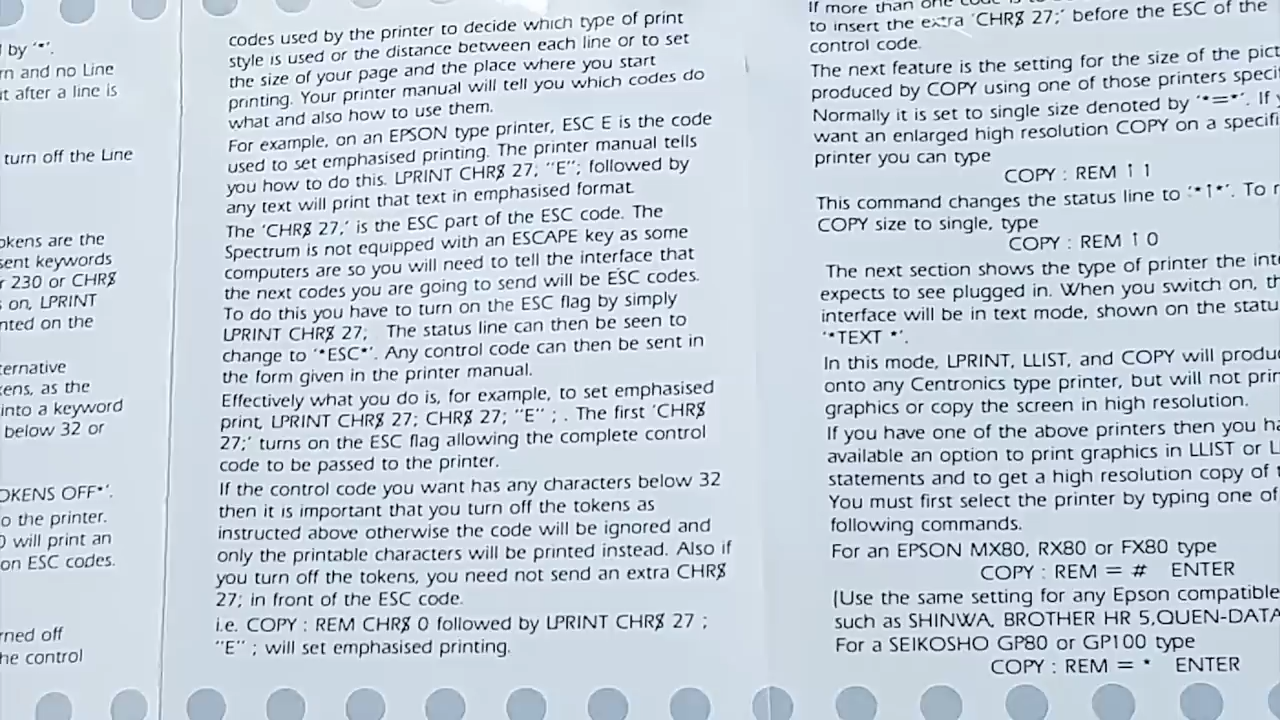 by '*'.
and no Line
after a line is
turn off the Line
are the
keywords
230 or CHR$
on, LPRINT
on the
as the
into a keyword
below 32 or
OFF*'.
to the printer.
will print an
on ESC codes.
off
control
codes used by the printer to decide which type of print
style is used or the distance between each line or to set
the size of your page and the place where you start
printing. Your printer manual will tell you which codes do
what and also how to use them.
For example, on an EPSON type printer, ESC E is the code
used to set emphasised printing. The printer manual tells
you how to do this. LPRINT CHR$ 27; "E"; followed by
any text will print that text in emphasised format.
The 'CHR$ 27;' is the ESC part of the ESC code. The
Spectrum is not equipped with an ESCAPE key as some
computers are so you will need to tell the interface that
the next codes you are going to send will be ESC codes.
To do this you have to turn on the ESC flag by simply
LPRINT CHR$ 27; The status line can then be seen to
change to '*ESC*'. Any control code can then be sent in
the form given in the printer manual.
Effectively what you do is, for example, to set emphasised
print, LPRINT CHR$ 27; CHR$ 27; "E" ; . The first 'CHR$
27;' turns on the ESC flag allowing the complete control
code to be passed to the printer.
If the control code you want has any characters below 32
then it is important that you turn off the tokens as
instructed above otherwise the code will be ignored and
only the printable characters will be printed instead. Also if
you turn off the tokens, you need not send an extra CHR$
27; in front of the ESC code.
i.e. COPY : REM CHR$ 0 followed by LPRINT CHR$ 27 ;
"E" ; will set emphasised printing.
If more than one code is
to insert the extra 'CHR$ 27;' before the ESC of the
control code.
The next feature is the setting for the size of the
produced by COPY using one of those printers
Normally it is set to single size denoted by '*=*'. If
want an enlarged high resolution COPY on a
printer you can type
COPY : REM ↑ 1
This command changes the status line to '*↑*'. To
COPY size to single, type
COPY : REM ↑ 0
The next section shows the type of printer the
expects to see plugged in. When you switch on,
interface will be in text mode, shown on the
'*TEXT *'.
In this mode, LPRINT, LLIST, and COPY will
onto any Centronics type printer, but will not
graphics or copy the screen in high resolution.
If you have one of the above printers then you
available an option to print graphics in LLIST or
statements and to get a high resolution copy of
You must first select the printer by typing one of
following commands.
For an EPSON MX80, RX80 or FX80 type
COPY : REM = # ENTER
(Use the same setting for any Epson compatible
such as SHINWA, BROTHER HR 5,QUEN-DATA
For a SEIKOSHO GP80 or GP100 type
COPY : REM = * ENTER